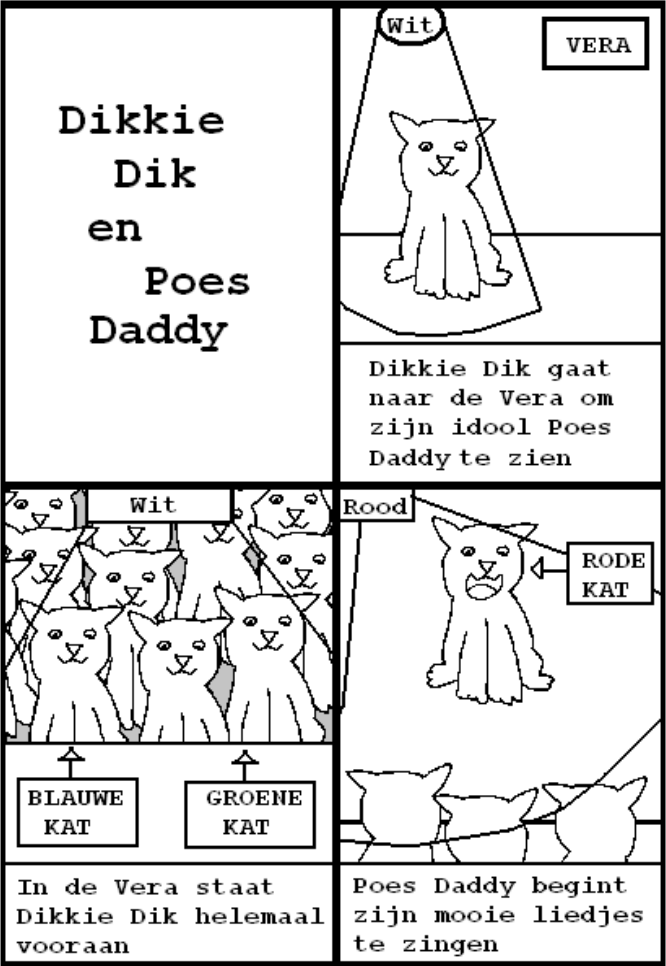 Dikkie
Dik
en
Poes
Daddy
Wit
VERA
Dikkie Dik gaat
naar de Vera om
zijn idool Poes
Daddy te zien
Wit
BLAUWE
KAT
GROENE
KAT
In de Vera staat
Dikkie Dik helemaal
vooraan
Rood
RODE
KAT
Poes Daddy begint
zijn mooie liedjes
te zingen